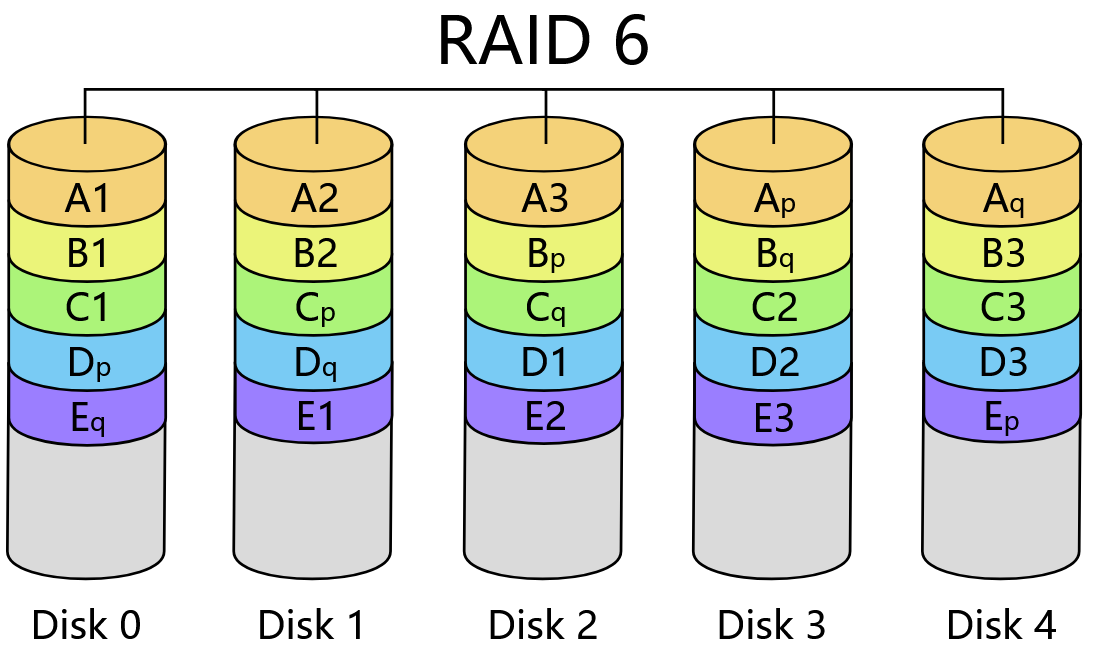 RAID 6
A1 A2 A3 Ap Aq
B1 B2 Bp Bq B3
C1 Cp Cq C2 C3
Dp Dq D1 D2 D3
Eq E1 E2 E3 Ep
Disk 0 Disk 1 Disk 2 Disk 3 Disk 4